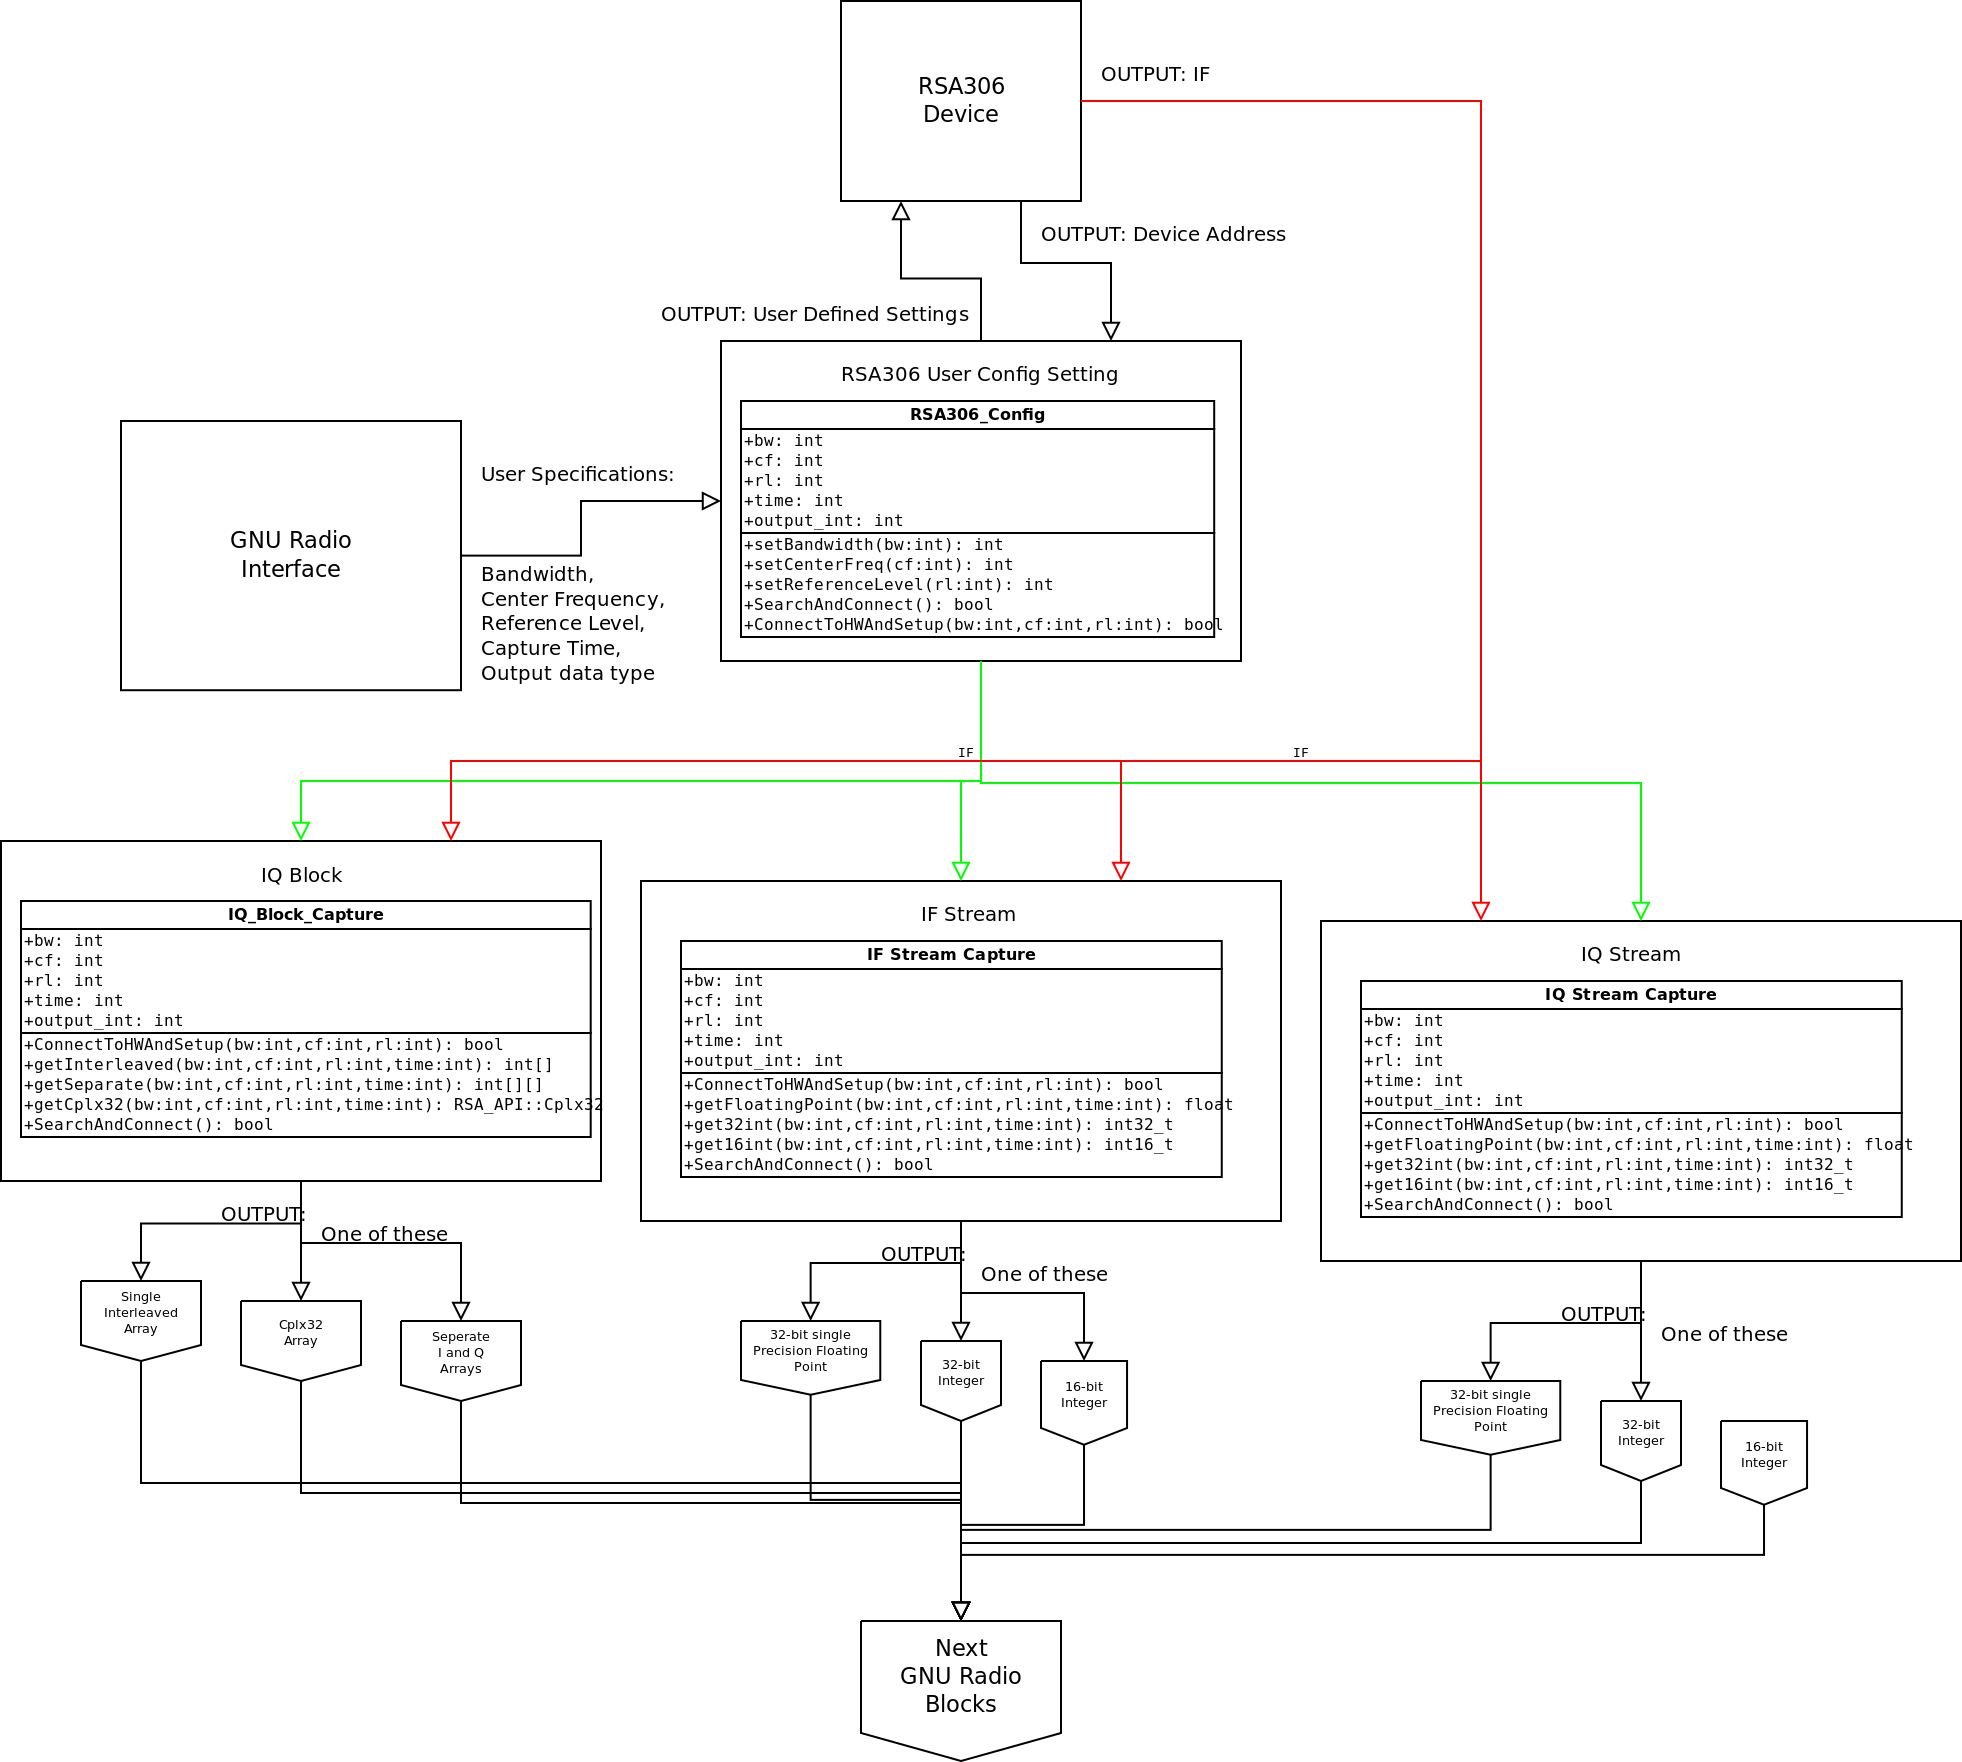 RSA306
Device
OUTPUT: IF
OUTPUT: Device Address
OUTPUT: User Defined Settings
RSA306 User Config Setting
RSA306_Config
+bw: int
+cf: int
+rl: int
+time: int
+output_int: int
+setBandwidth(bw:int): int
+setCenterFreq(cf:int): int
+setReferenceLevel(rl:int): int
+SearchAndConnect(): bool
+ConnectToHWAndSetup(bw:int,cf:int,rl:int): bool
GNU Radio
Interface
User Specifications:
Bandwidth,
Center Frequency,
Reference Level,
Capture Time,
Output data type
IF
IF
IQ Block
IQ_Block_Capture
+bw: int
+cf: int
+rl: int
+time: int
+output_int: int
+ConnectToHWAndSetup(bw:int,cf:int,rl:int): bool
+getInterleaved(bw:int,cf:int,rl:int,time:int): int[]
+getSeparate(bw:int,cf:int,rl:int,time:int): int[][]
+getCplx32(bw:int,cf:int,rl:int,time:int): RSA_API::Cplx32
+SearchAndConnect(): bool
IF Stream
IF Stream Capture
+bw: int
+cf: int
+rl: int
+time: int
+output_int: int
+ConnectToHWAndSetup(bw:int,cf:int,rl:int): bool
+getFloatingPoint(bw:int,cf:int,rl:int,time:int): float
+get32int(bw:int,cf:int,rl:int,time:int): int32_t
+get16int(bw:int,cf:int,rl:int,time:int): int16_t
+SearchAndConnect(): bool
IQ Stream
IQ Stream Capture
+bw: int
+cf: int
+rl: int
+time: int
+output_int: int
+ConnectToHWAndSetup(bw:int,cf:int,rl:int): bool
+getFloatingPoint(bw:int,cf:int,rl:int,time:int): float
+get32int(bw:int,cf:int,rl:int,time:int): int32_t
+get16int(bw:int,cf:int,rl:int,time:int): int16_t
+SearchAndConnect(): bool
OUTPUT:
One of these
Single
Interleaved
Array
Cplx32
Array
Seperate
I and Q
Arrays
OUTPUT:
One of these
32-bit single
Precision Floating
Point
32-bit
Integer
16-bit
Integer
OUTPUT:
One of these
32-bit single
Precision Floating
Point
32-bit
Integer
16-bit
Integer
Next
GNU Radio
Blocks